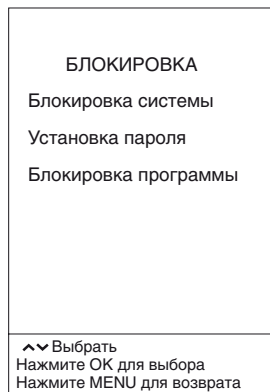 БЛОКИРОВКА
Блокировка системы
Установка пароля
Блокировка программы
Выбрать
Нажмите OK для выбора
Нажмите MENU для возврата